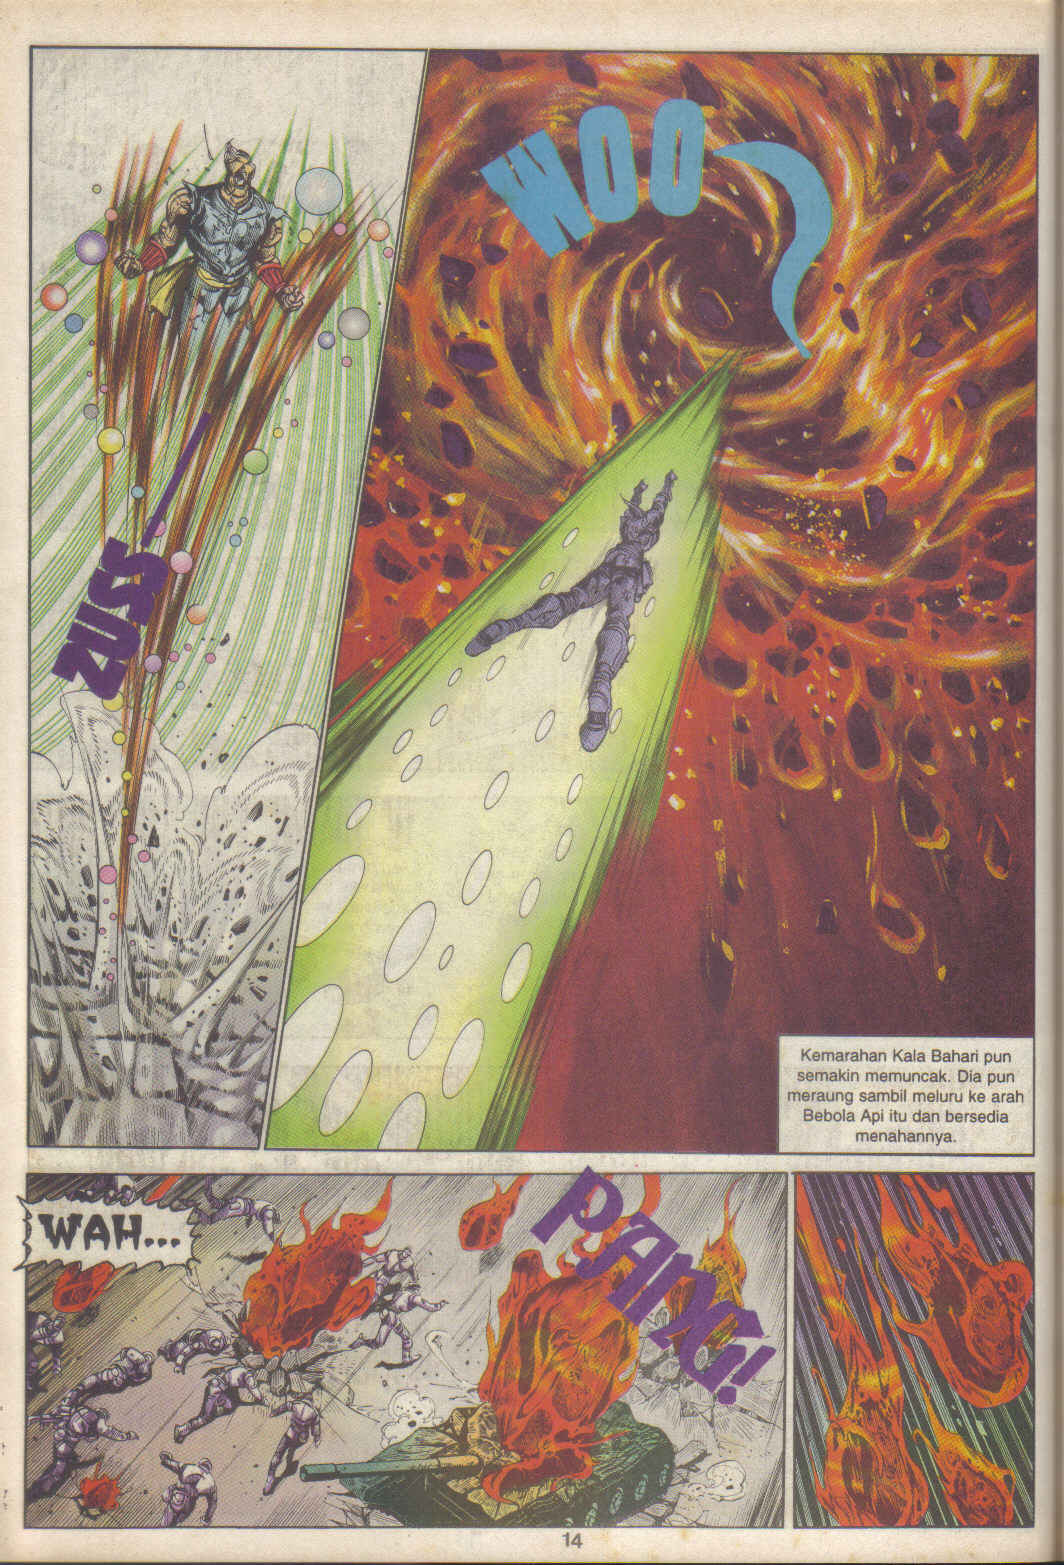 ZUSS!
WOO
Kemarahan Kala Bahari pun
semakin memuncak. Dia pun
meraung sambil meluru ke arah
Bebola Api itu dan bersedia
menahannya.
WAH...
PANG!
14